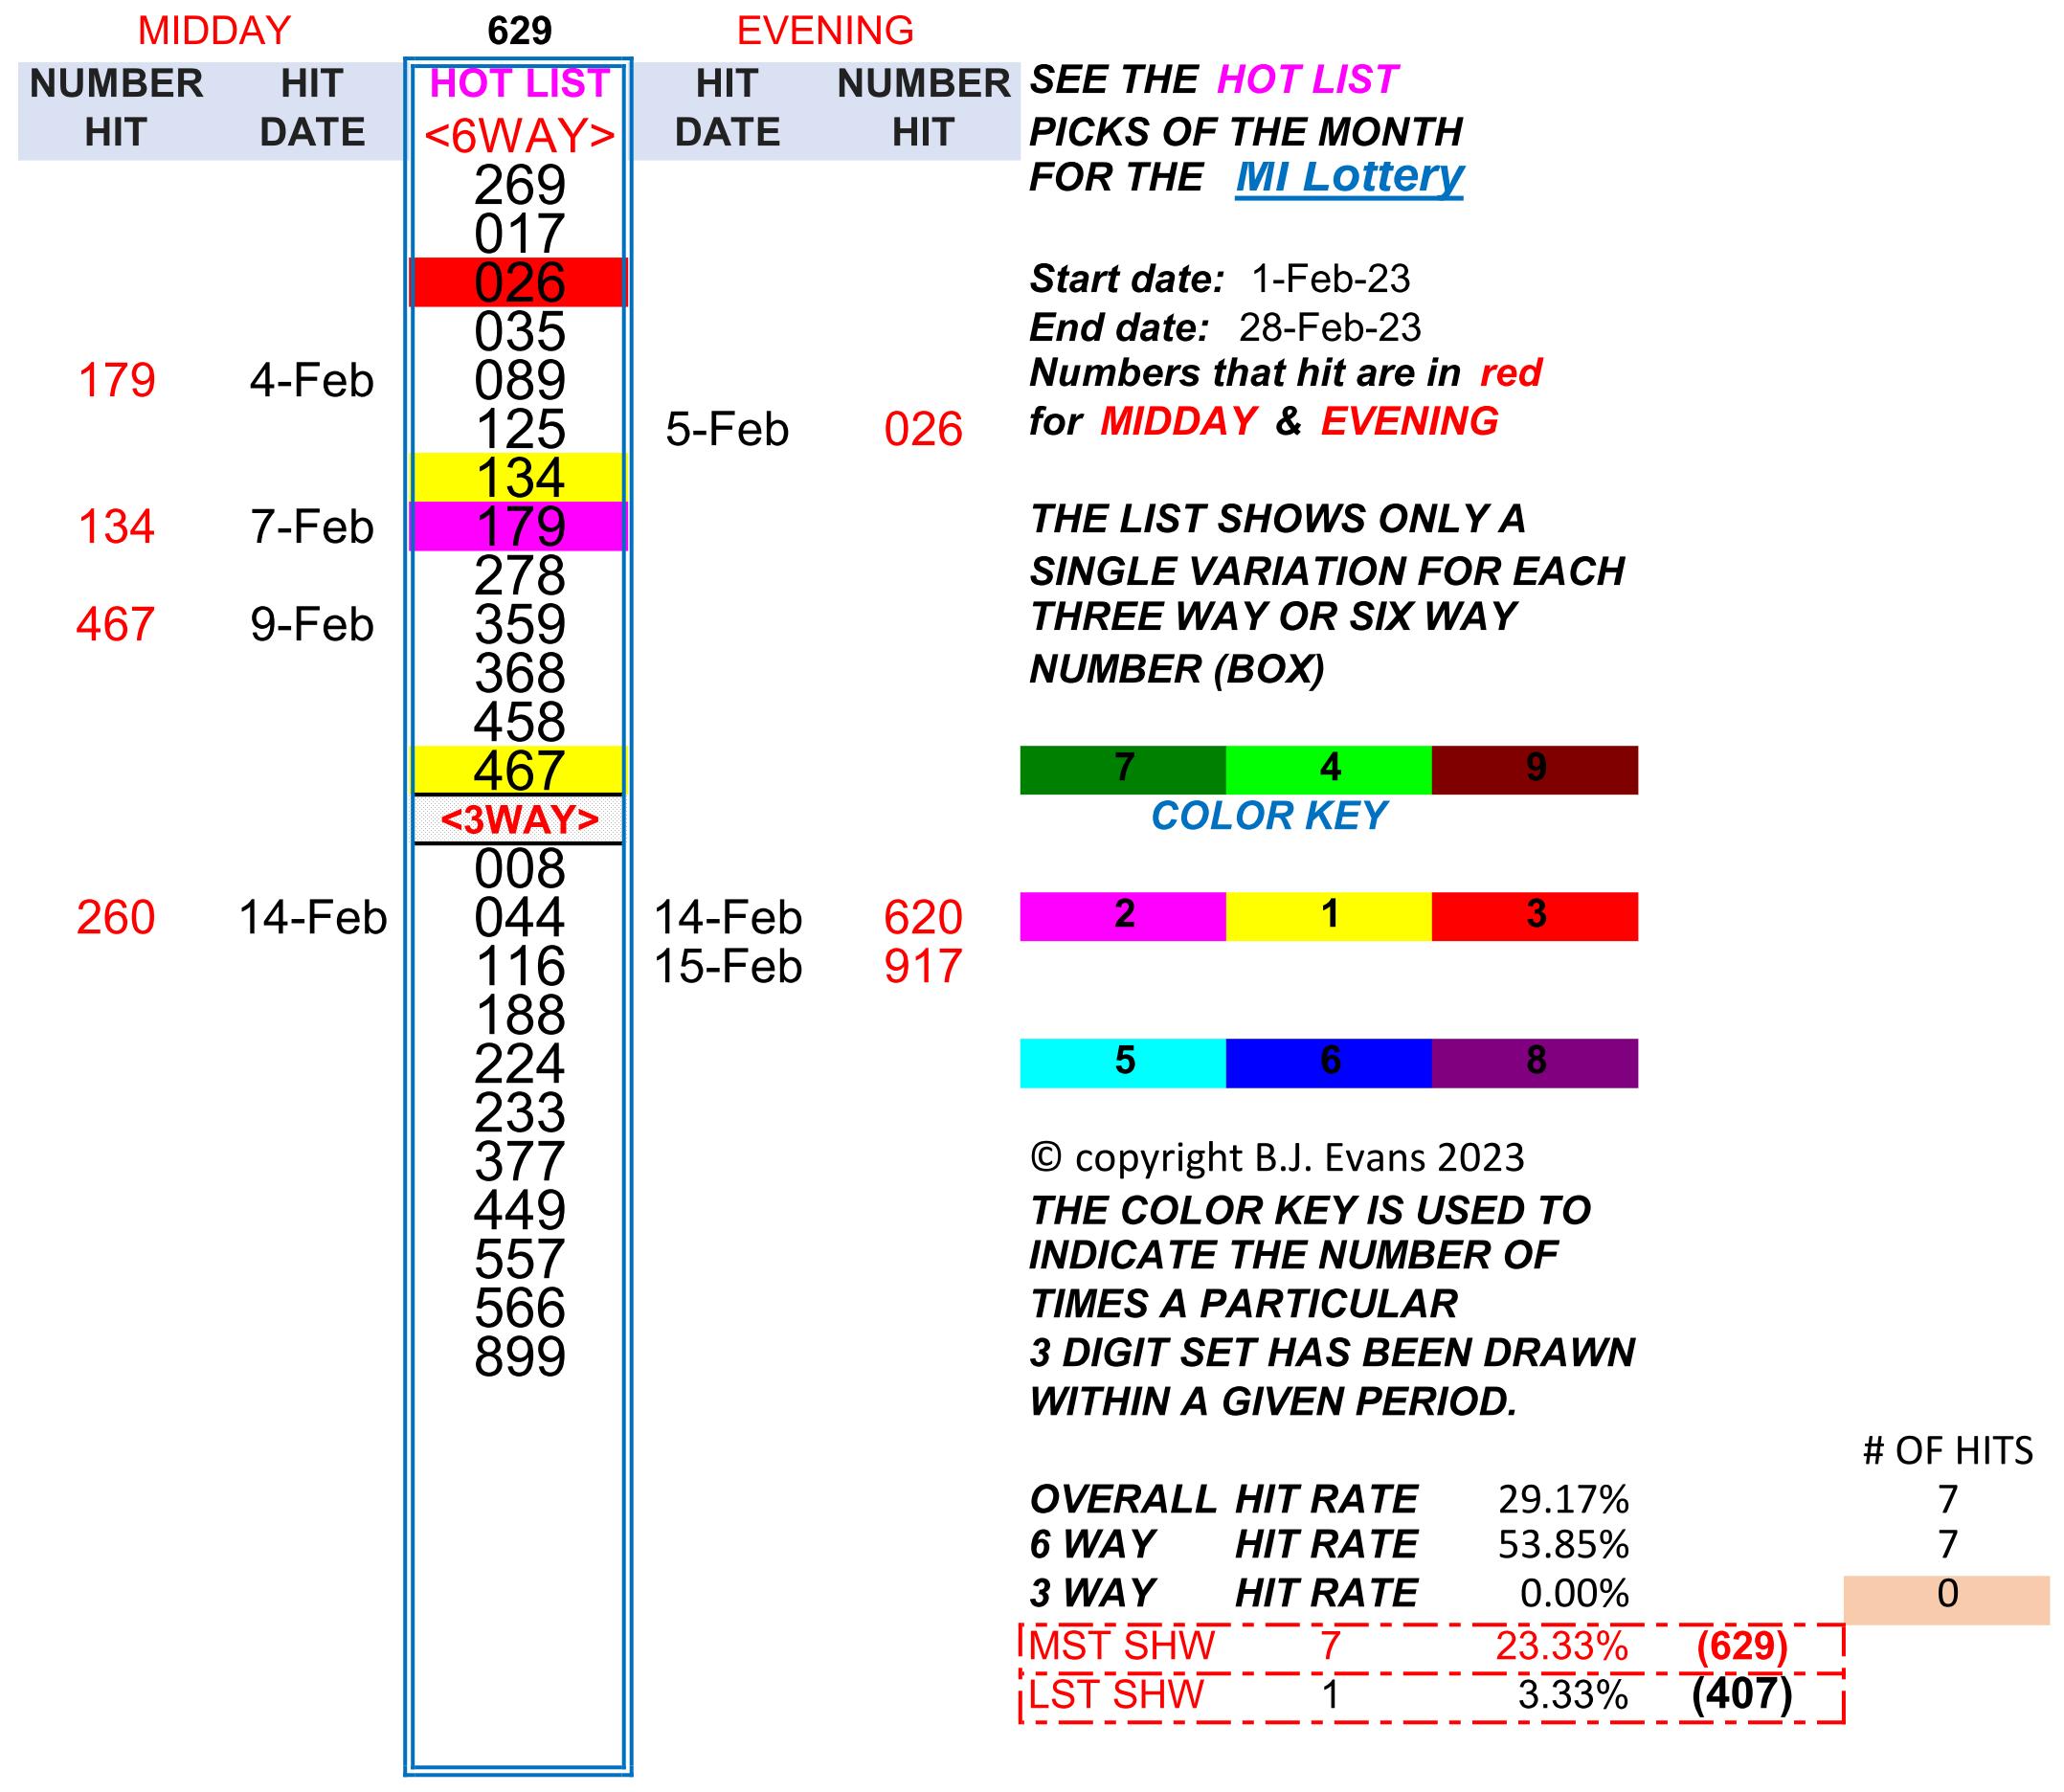 MIDDAY 629 EVENING
NUMBER HIT HOT LIST HIT NUMBER SEE THE HOT LIST
HIT DATE <6WAY> DATE HIT PICKS OF THE MONTH
269 FOR THE MI Lottery
017
026 Start date: 1-Feb-23
035 End date: 28-Feb-23
179 4-Feb 089 Numbers that hit are in red
125 5-Feb 026 for MIDDAY & EVENING
134
134 7-Feb 179 THE LIST SHOWS ONLY A
278 SINGLE VARIATION FOR EACH
467 9-Feb 359 THREE WAY OR SIX WAY
368 NUMBER (BOX)
458
467 7 4 9
<3WAY> COLOR KEY
008
260 14-Feb 044 14-Feb 620 2 1 3
116 15-Feb 917
188
224 5 6 8
233
377 © copyright B.J. Evans 2023
449 THE COLOR KEY IS USED TO
557 INDICATE THE NUMBER OF
566 TIMES A PARTICULAR
899 3 DIGIT SET HAS BEEN DRAWN
WITHIN A GIVEN PERIOD.
# OF HITS
OVERALL HIT RATE 29.17% 7
6 WAY HIT RATE 53.85% 7
3 WAY HIT RATE 0.00% 0
MST SHW 7 23.33% (629)
LST SHW 1 3.33% (407)